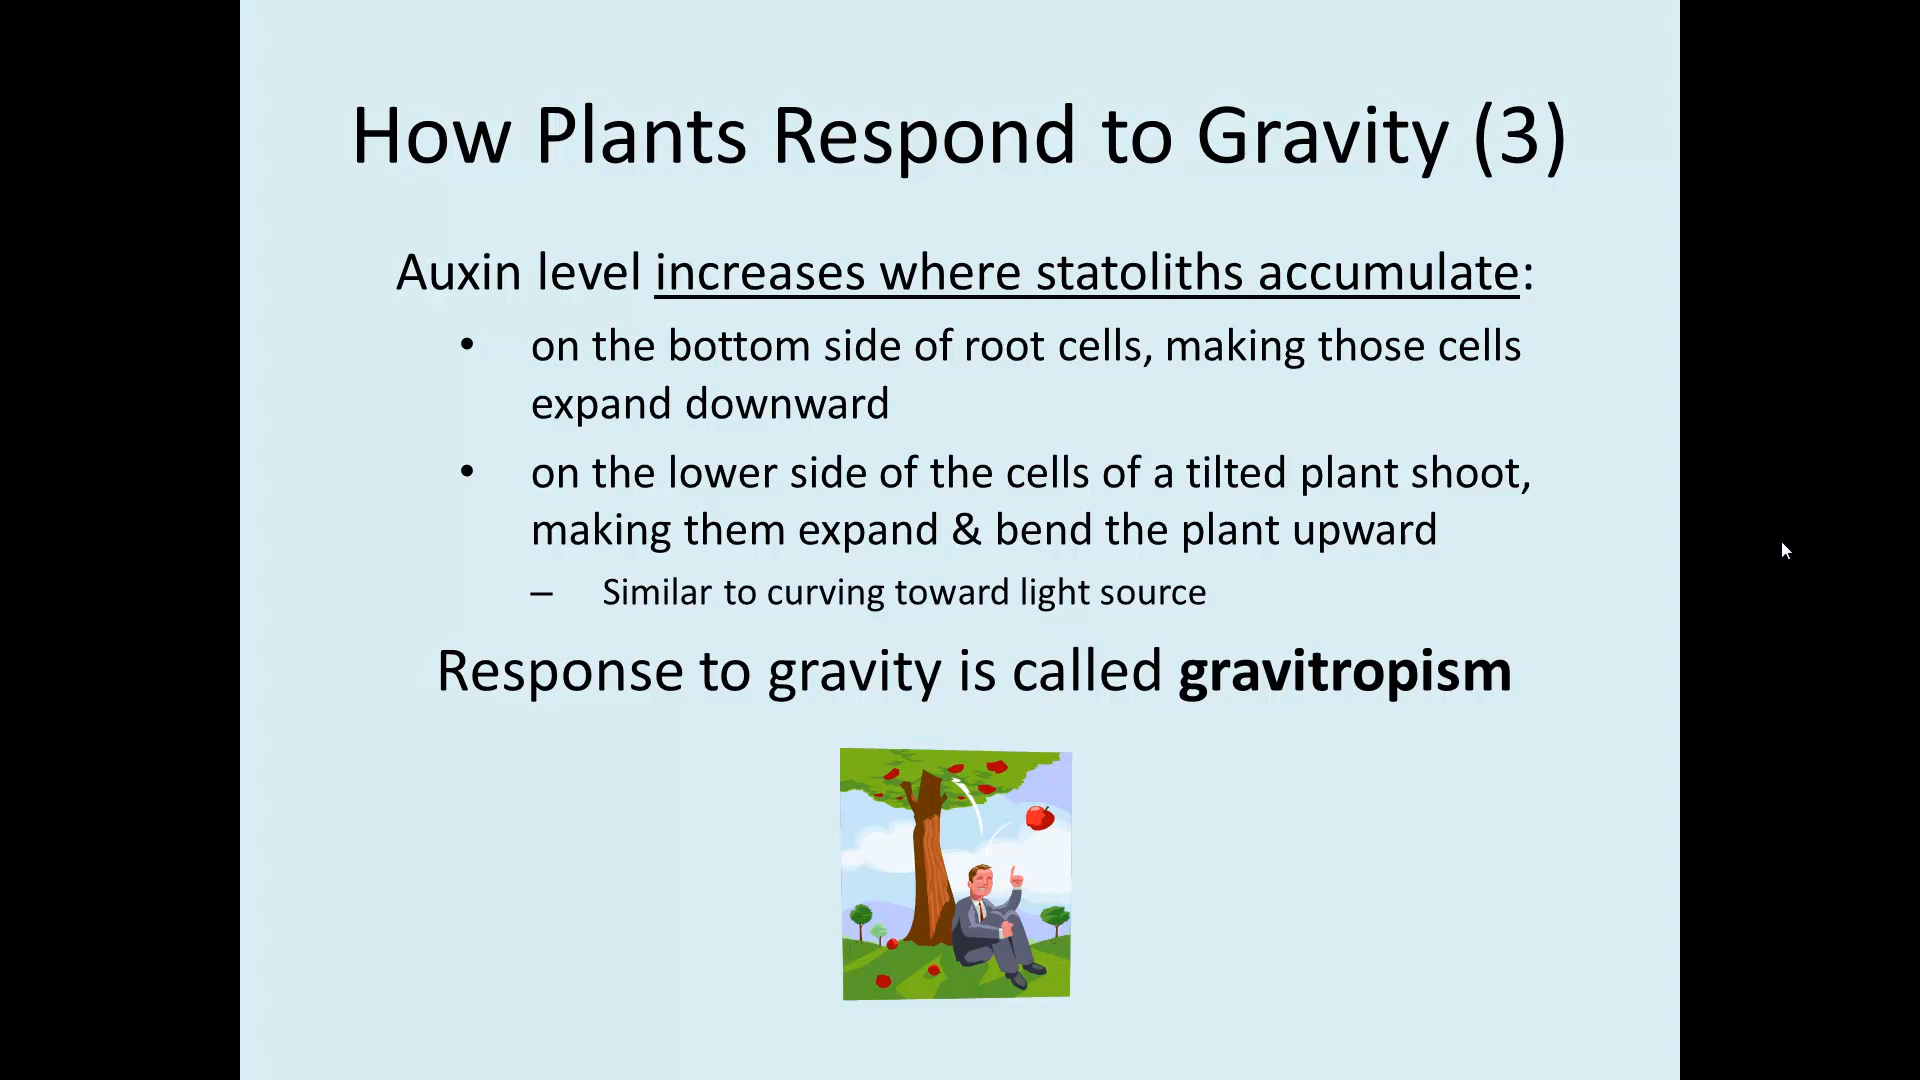 How Plants Respond to Gravity (3)
Auxin level increases where statoliths accumulate:
• on the bottom side of root cells, making those cells
expand downward
• on the lower side of the cells of a tilted plant shoot,
making them expand & bend the plant upward
– Similar to curving toward light source
Response to gravity is called gravitropism